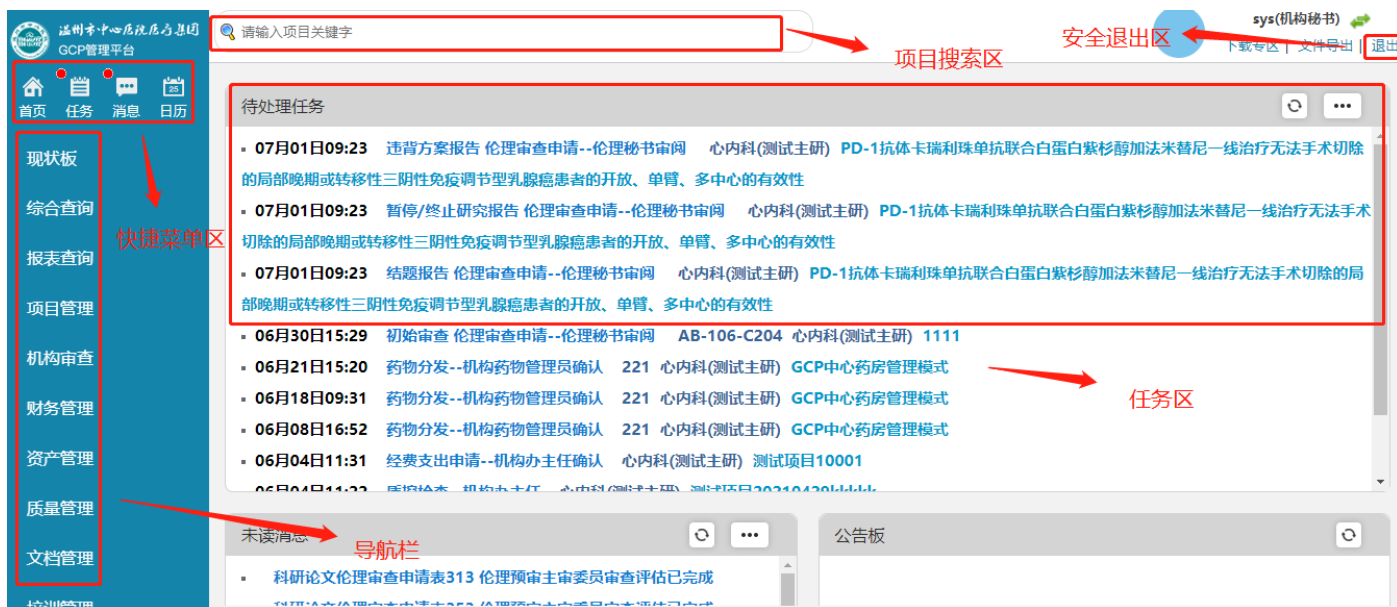 温州市中心医院医疗集团
GCP管理平台
请输入项目关键字
项目搜索区
安全退出区
sys(机构秘书)
下载专区 | 文件导出 | 退出
首页 任务 消息 日历
快捷菜单区
现状板
综合查询
报表查询
项目管理
机构审查
财务管理
资产管理
质量管理
文档管理
培训管理
导航栏
待处理任务
07月01日09:23 违背方案报告 伦理审查申请--伦理秘书审阅 心内科(测试主研) PD-1抗体卡瑞利珠单抗联合白蛋白紫杉醇加法米替尼一线治疗无法手术切除
的局部晚期或转移性三阴性免疫调节型乳腺癌患者的开放、单臂、多中心的有效性
07月01日09:23 暂停/终止研究报告 伦理审查申请--伦理秘书审阅 心内科(测试主研) PD-1抗体卡瑞利珠单抗联合白蛋白紫杉醇加法米替尼一线治疗无法手术
切除的局部晚期或转移性三阴性免疫调节型乳腺癌患者的开放、单臂、多中心的有效性
07月01日09:23 结题报告 伦理审查申请--伦理秘书审阅 心内科(测试主研) PD-1抗体卡瑞利珠单抗联合白蛋白紫杉醇加法米替尼一线治疗无法手术切除的局
部晚期或转移性三阴性免疫调节型乳腺癌患者的开放、单臂、多中心的有效性
06月30日15:29 初始审查 伦理审查申请--伦理秘书审阅 AB-106-C204 心内科(测试主研) 1111
06月21日15:20 药物分发--机构药物管理员确认 221 心内科(测试主研) GCP中心药房管理模式
06月18日09:31 药物分发--机构药物管理员确认 221 心内科(测试主研) GCP中心药房管理模式
06月08日16:52 药物分发--机构药物管理员确认 221 心内科(测试主研) GCP中心药房管理模式
06月04日11:31 经费支出申请--机构办主任确认 心内科(测试主研) 测试项目10001
任务区
未读消息
科研论文伦理审查申请表313 伦理预审主审委员审查评估已完成
公告板